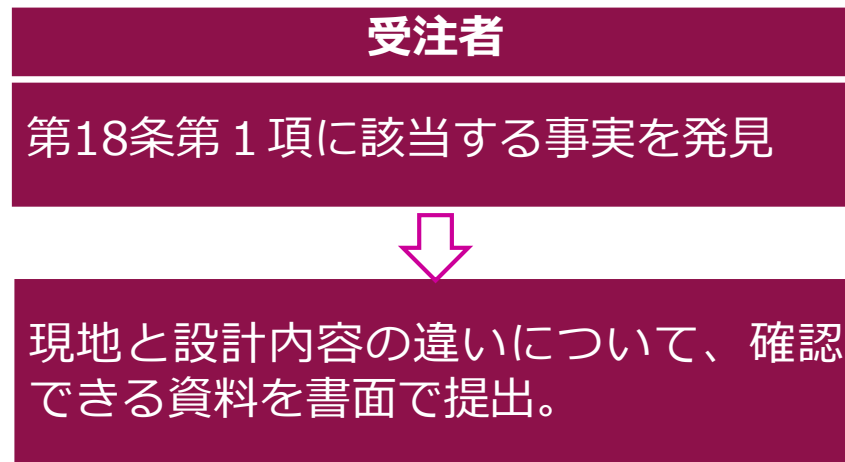 受注者
第18条第１項に該当する事実を発見
現地と設計内容の違いについて、確認
できる資料を書面で提出。